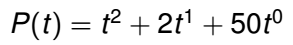 P(t) = t² + 2t¹ + 50t⁰